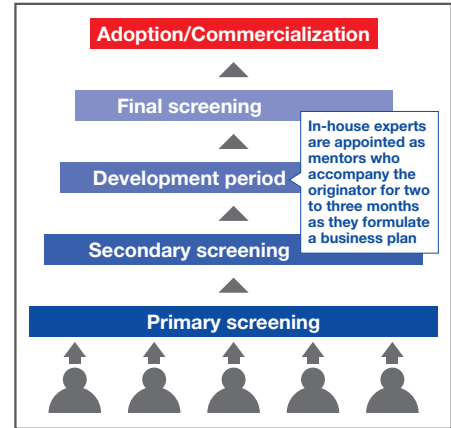 Adoption/Commercialization
Final screening
In-house experts
are appointed as
mentors who
accompany the
originator for two
to three months
as they formulate
a business plan
Development period
Secondary screening
Primary screening